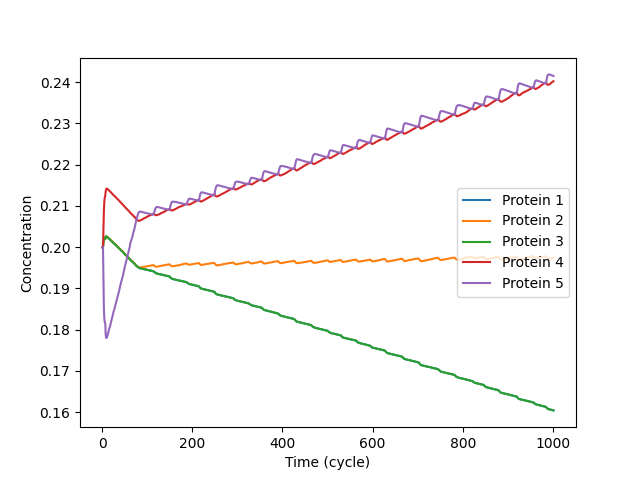 0.24
0.23
0.22
0.21
0.20
0.19
0.18
0.17
0.16
Concentration
Protein 1
Protein 2
Protein 3
Protein 4
Protein 5
0
200
400
600
800
1000
Time (cycle)